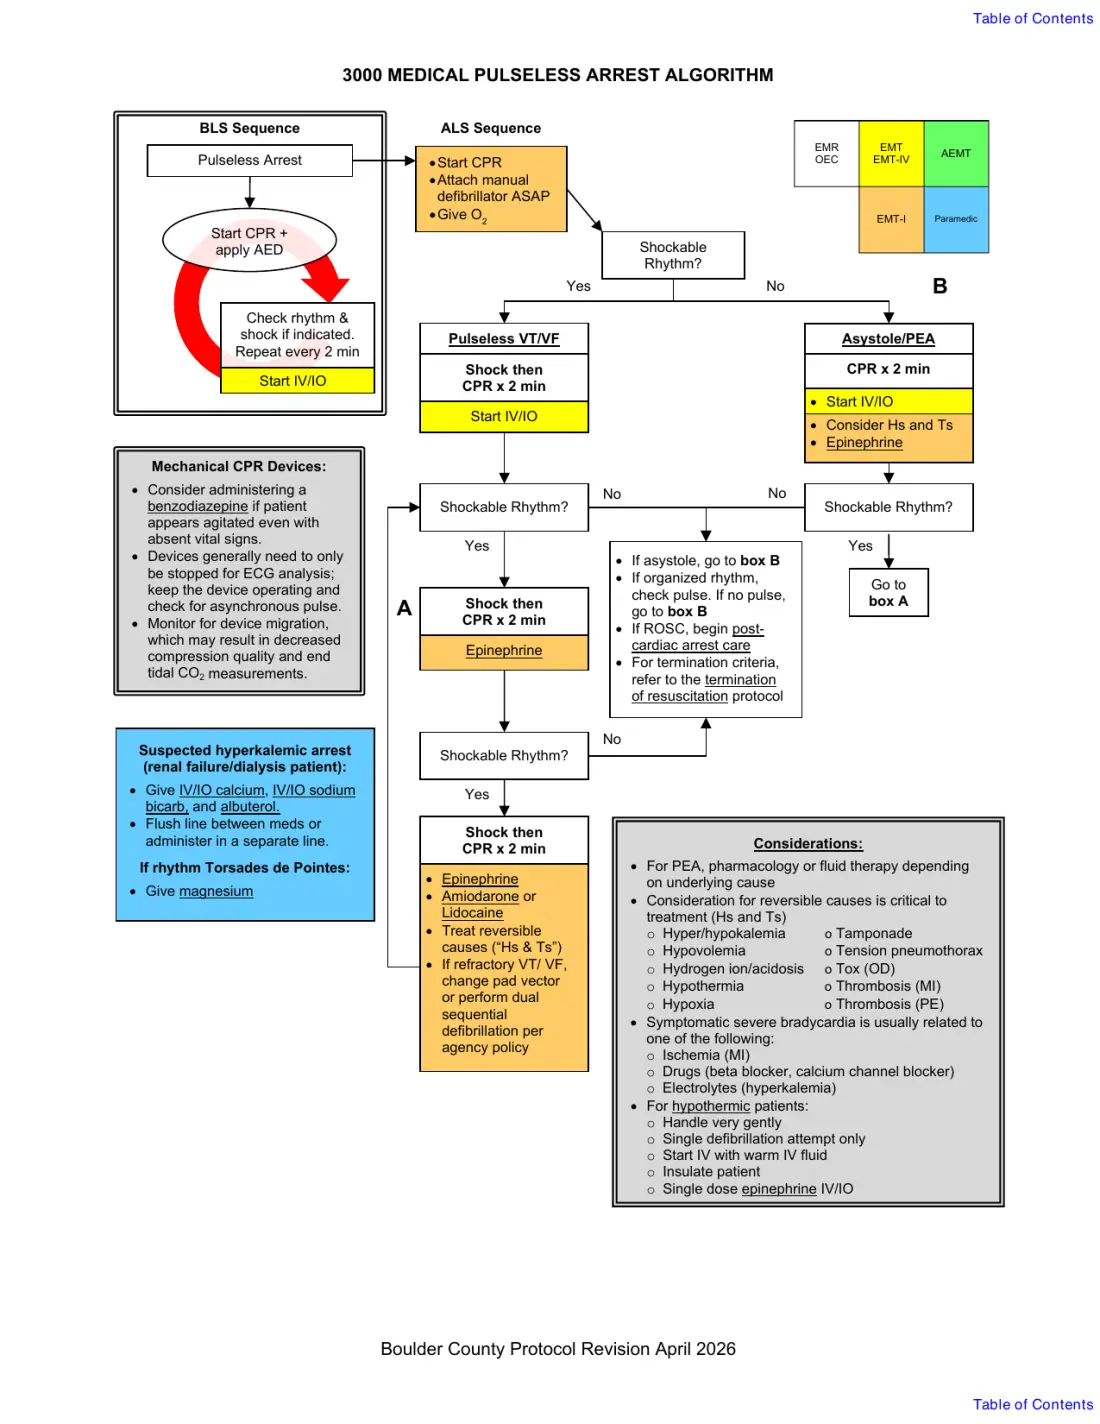 Table of Contents
3000 MEDICAL PULSELESS ARREST ALGORITHM
BLS Sequence
Pulseless Arrest
Start CPR +
apply AED
Check rhythm &
shock if indicated.
Repeat every 2 min
Start IV/IO
ALS Sequence
•Start CPR
•Attach manual
defibrillator ASAP
•Give O2
EMR
OEC
EMT
EMT-IV
AEMT
EMT-I
Paramedic
Shockable
Rhythm?
Yes
No
B
Pulseless VT/VF
Shock then
CPR x 2 min
Start IV/IO
Asystole/PEA
CPR x 2 min
• Start IV/IO
• Consider Hs and Ts
• Epinephrine
Mechanical CPR Devices:
• Consider administering a
benzodiazepine if patient
appears agitated even with
absent vital signs.
• Devices generally need to only
be stopped for ECG analysis;
keep the device operating and
check for asynchronous pulse.
• Monitor for device migration,
which may result in decreased
compression quality and end
tidal CO2 measurements.
Shockable Rhythm?
No
No
Shockable Rhythm?
Yes
Yes
Go to
box A
• If asystole, go to box B
• If organized rhythm,
check pulse. If no pulse,
go to box B
• If ROSC, begin post-
cardiac arrest care
• For termination criteria,
refer to the termination
of resuscitation protocol
A
Shock then
CPR x 2 min
Epinephrine
Shockable Rhythm?
No
Yes
Suspected hyperkalemic arrest
(renal failure/dialysis patient):
• Give IV/IO calcium, IV/IO sodium
bicarb, and albuterol.
• Flush line between meds or
administer in a separate line.
If rhythm Torsades de Pointes:
• Give magnesium
Shock then
CPR x 2 min
• Epinephrine
• Amiodarone or
Lidocaine
• Treat reversible
causes (“Hs & Ts”)
• If refractory VT/ VF,
change pad vector
or perform dual
sequential
defibrillation per
agency policy
Considerations:
• For PEA, pharmacology or fluid therapy depending
on underlying cause
• Consideration for reversible causes is critical to
treatment (Hs and Ts)
o Hyper/hypokalemia o Tamponade
o Hypovolemia o Tension pneumothorax
o Hydrogen ion/acidosis o Tox (OD)
o Hypothermia o Thrombosis (MI)
o Hypoxia o Thrombosis (PE)
• Symptomatic severe bradycardia is usually related to
one of the following:
o Ischemia (MI)
o Drugs (beta blocker, calcium channel blocker)
o Electrolytes (hyperkalemia)
• For hypothermic patients:
o Handle very gently
o Single defibrillation attempt only
o Start IV with warm IV fluid
o Insulate patient
o Single dose epinephrine IV/IO
Boulder County Protocol Revision April 2026
Table of Contents